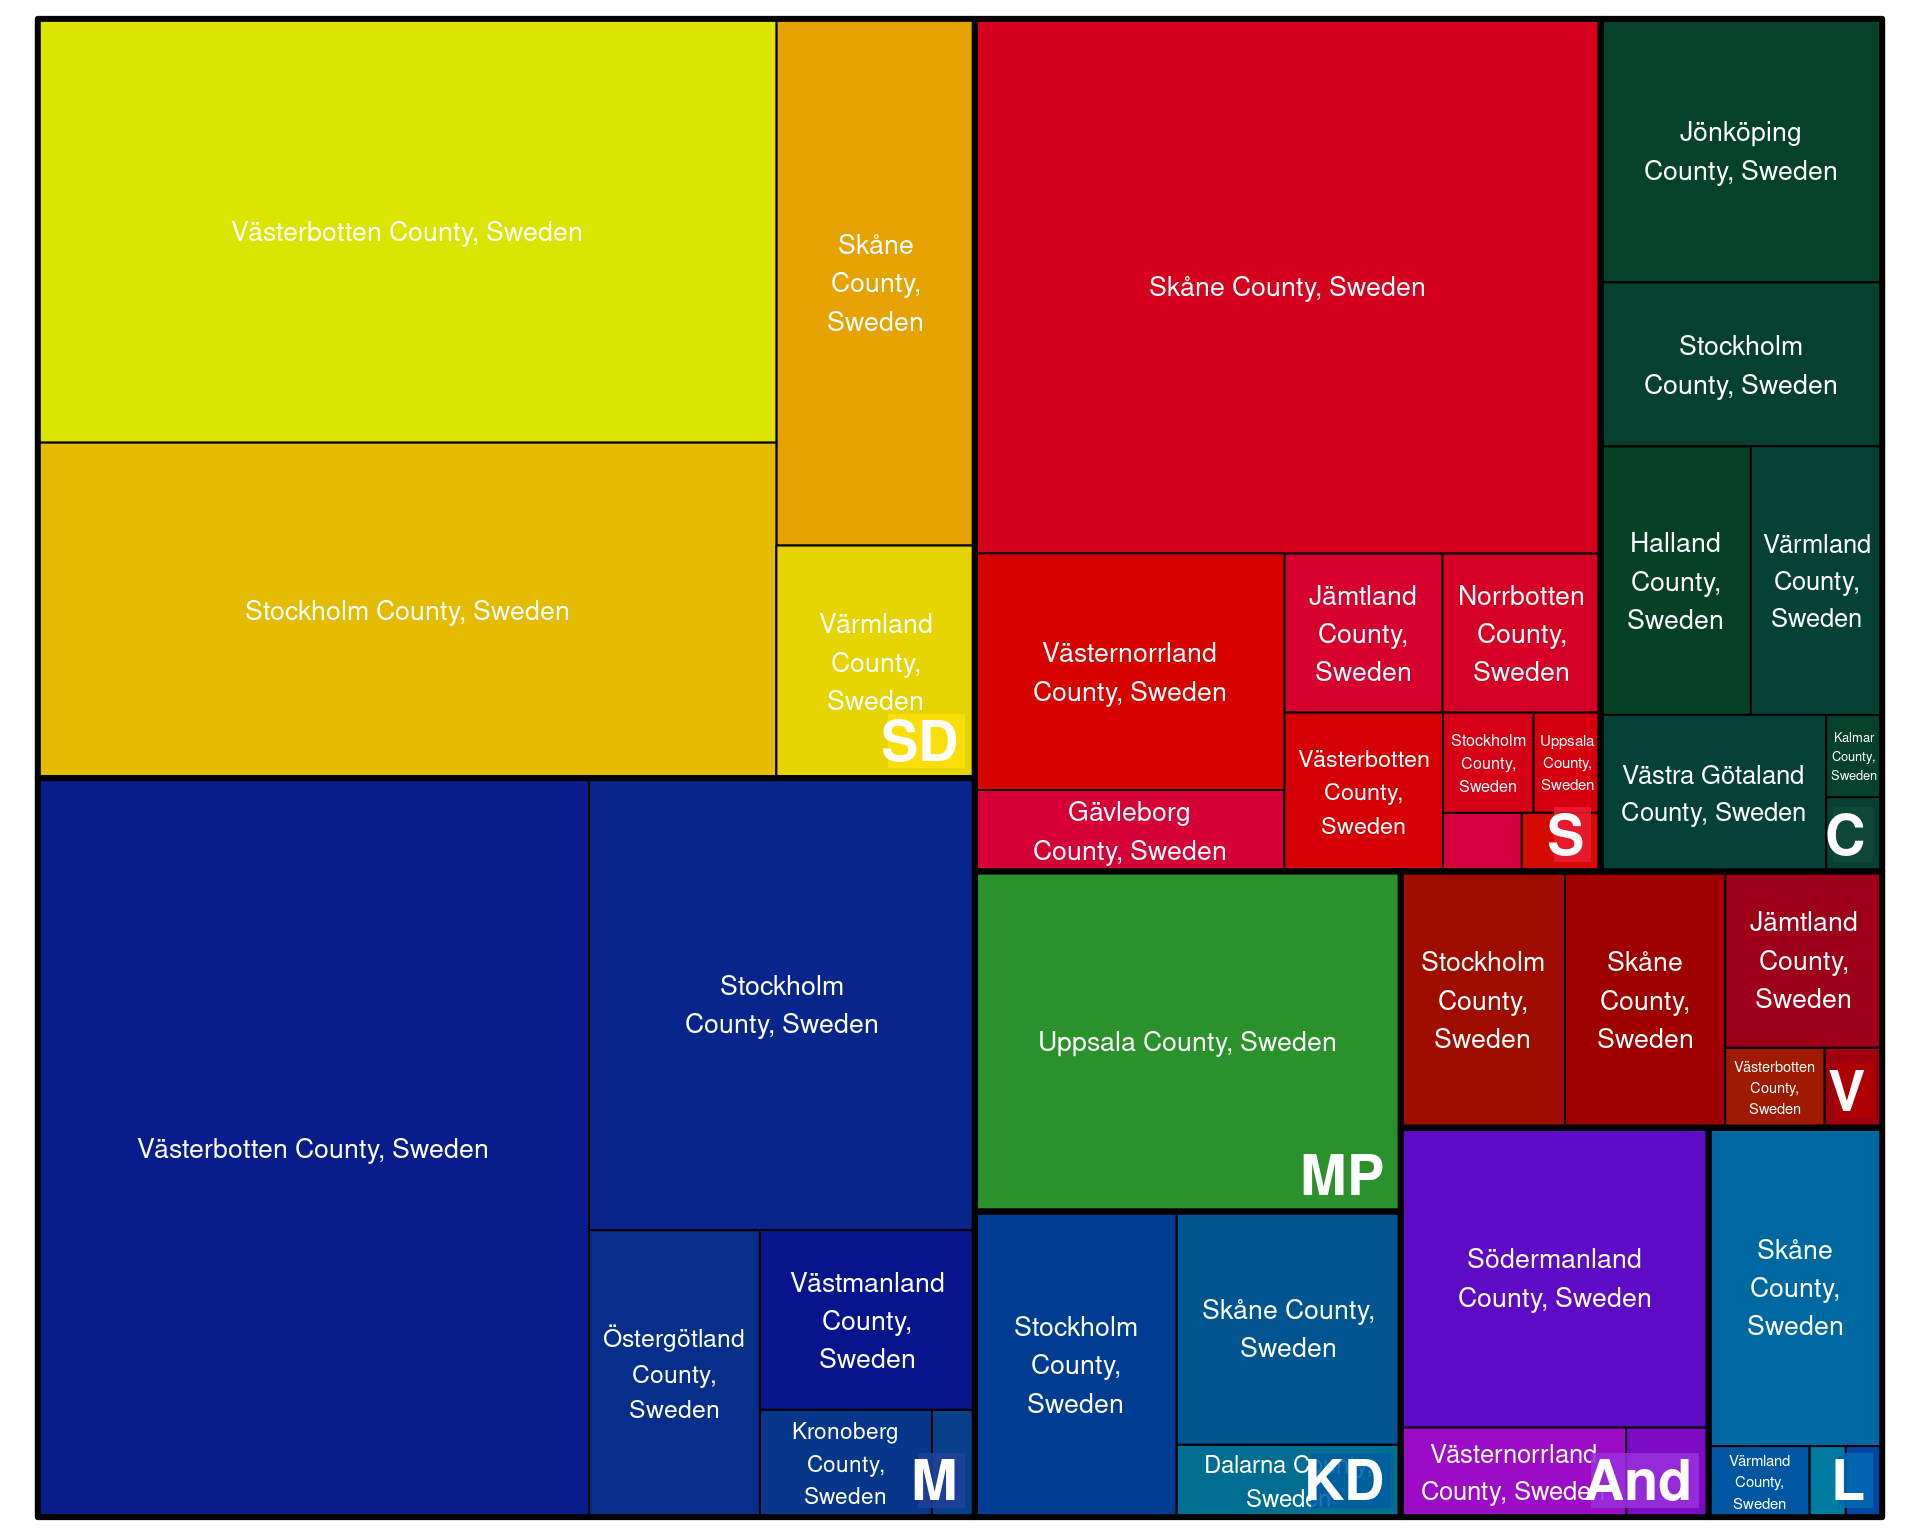 Västerbotten County, Sweden
Skåne
County,
Sweden
Stockholm County, Sweden
Värmland
County,
Sweden
SD
Skåne County, Sweden
Västernorrland
County, Sweden
Jämtland
County,
Sweden
Norrbotten
County,
Sweden
Gävleborg
County, Sweden
Västerbotten
County,
Sweden
Stockholm
County,
Sweden
Uppsala
County,
Sweden
S
Jönköping
County, Sweden
Stockholm
County, Sweden
Halland
County,
Sweden
Värmland
County,
Sweden
Västra Götaland
County, Sweden
Kalmar
County,
Sweden
C
Västerbotten County, Sweden
Stockholm
County, Sweden
Östergötland
County,
Sweden
Västmanland
County,
Sweden
Kronoberg
County,
Sweden
M
Uppsala County, Sweden
MP
Stockholm
County,
Sweden
Skåne County,
Sweden
Dalarna County,
Sweden
KD
Stockholm
County,
Sweden
Skåne
County,
Sweden
Jämtland
County,
Sweden
Västerbotten
County,
Sweden
V
Södermanland
County, Sweden
Västernorrland
County, Sweden
And
Skåne
County,
Sweden
Värmland
County,
Sweden
L